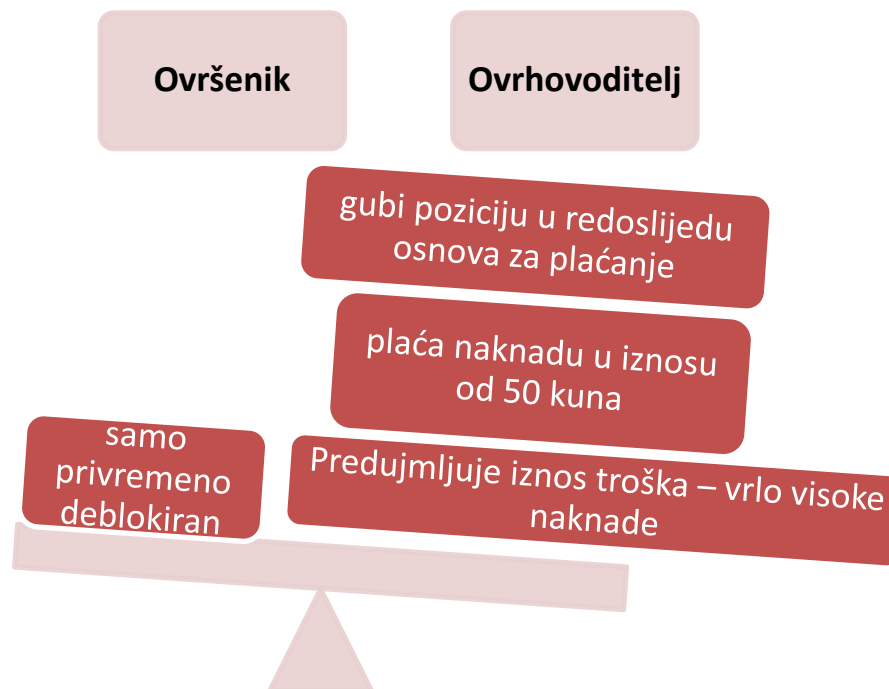 Ovršenik
Ovrhovoditelj
gubi poziciju u redoslijedu
osnova za plaćanje
plaća naknadu u iznosu
od 50 kuna
samo
privremeno
deblokiran
Predujmljuje iznos troška – vrlo visoke
naknade